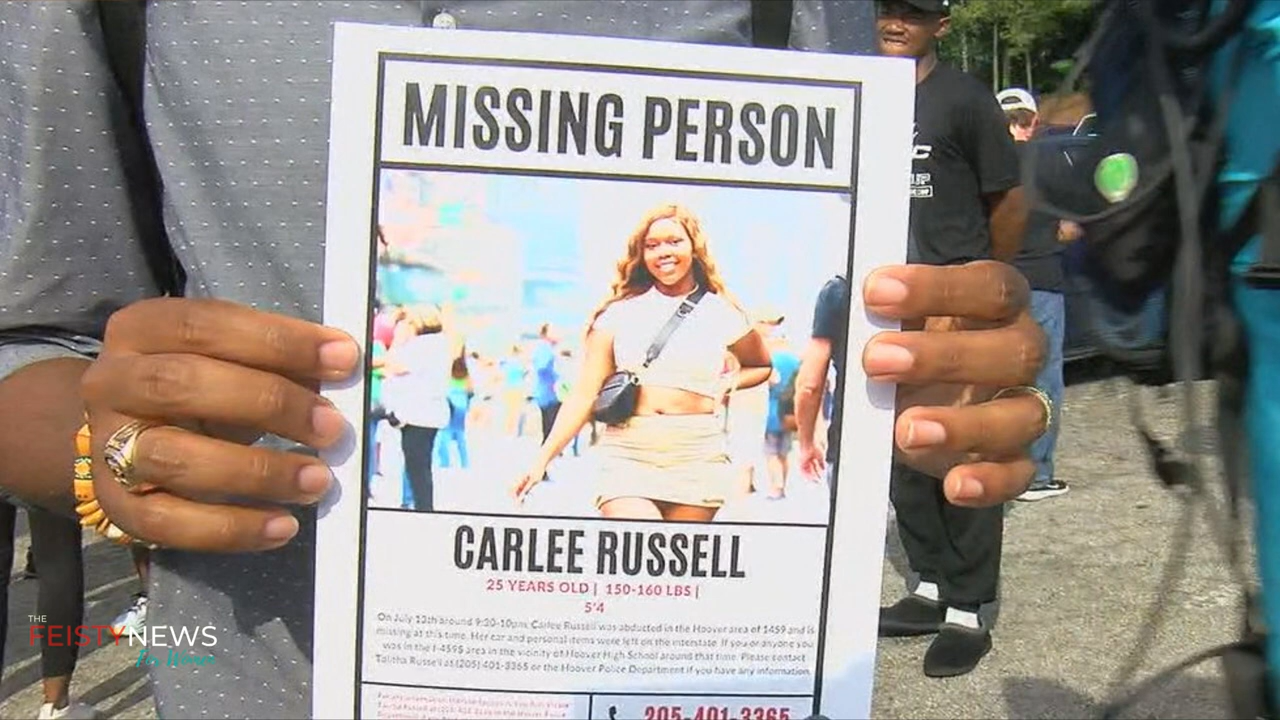 MISSING PERSON
CARLEE RUSSELL
25 YEARS OLD | 150-160 LBS |
5'4
On July 13th around 9:20-10pm, Carlee Russell was abducted in the Hoover area of 1459 and is
missing at this time. Her car and personal items were left on the interstate. If you or anyone you
was in the I-459S area in the vicinity of Hoover High School around that time. Please contact
Talitha Russell at (205) 401-3365 or the Hoover Police Department if you have any information.
205-401-3365
THE
FEISTYNEWS
For Women